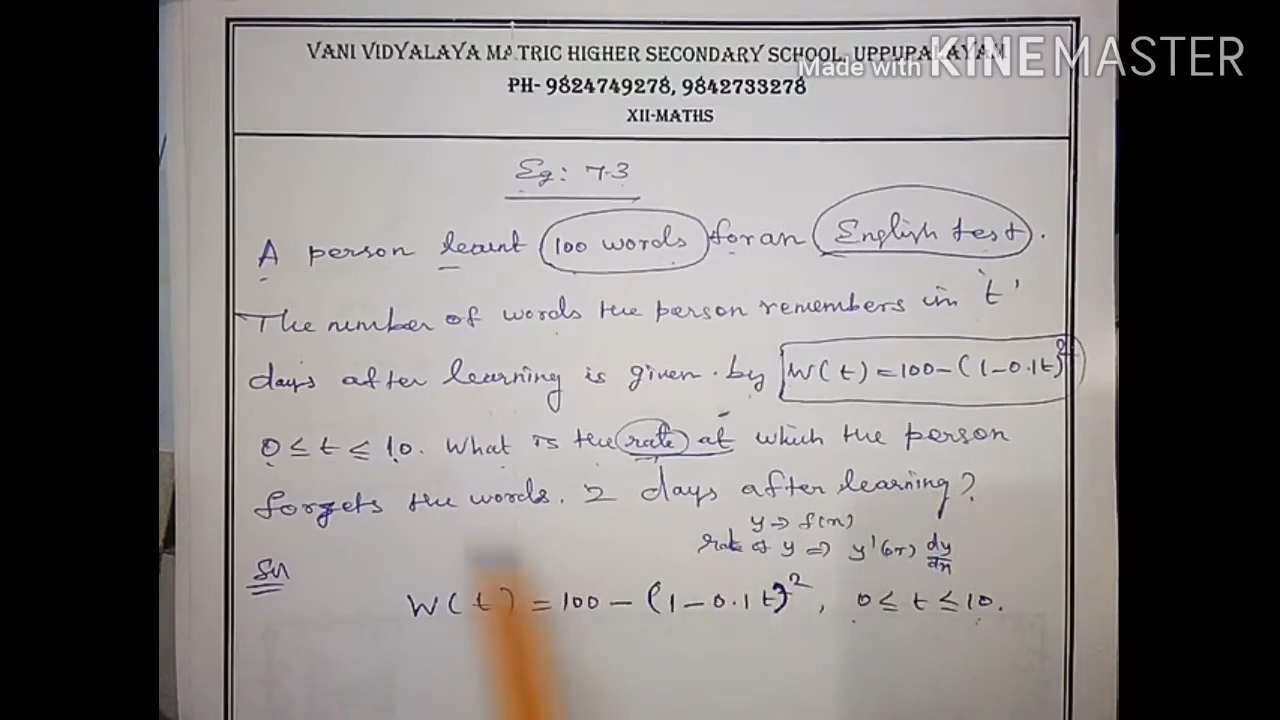 VANI VIDYALAYA MATRIC HIGHER SECONDARY SCHOOL, UPPUPALAYAM
Made with KINEMASTER
PH- 9824749278, 9842733278
XII-MATHS
Eg: 7.3
A person learnt 100 words for an English test.
The number of words the person remembers in 't'
days after learning is given by W(t) = 100 - (1 - 0.1t)²
0 ≤ t ≤ 10. What is the rate at which the person
forgets the words 2 days after learning?
y => f(x)
rate of y => y' (or) dy/dx
Sol
W(t) = 100 - (1 - 0.1t)², 0 ≤ t ≤ 10.